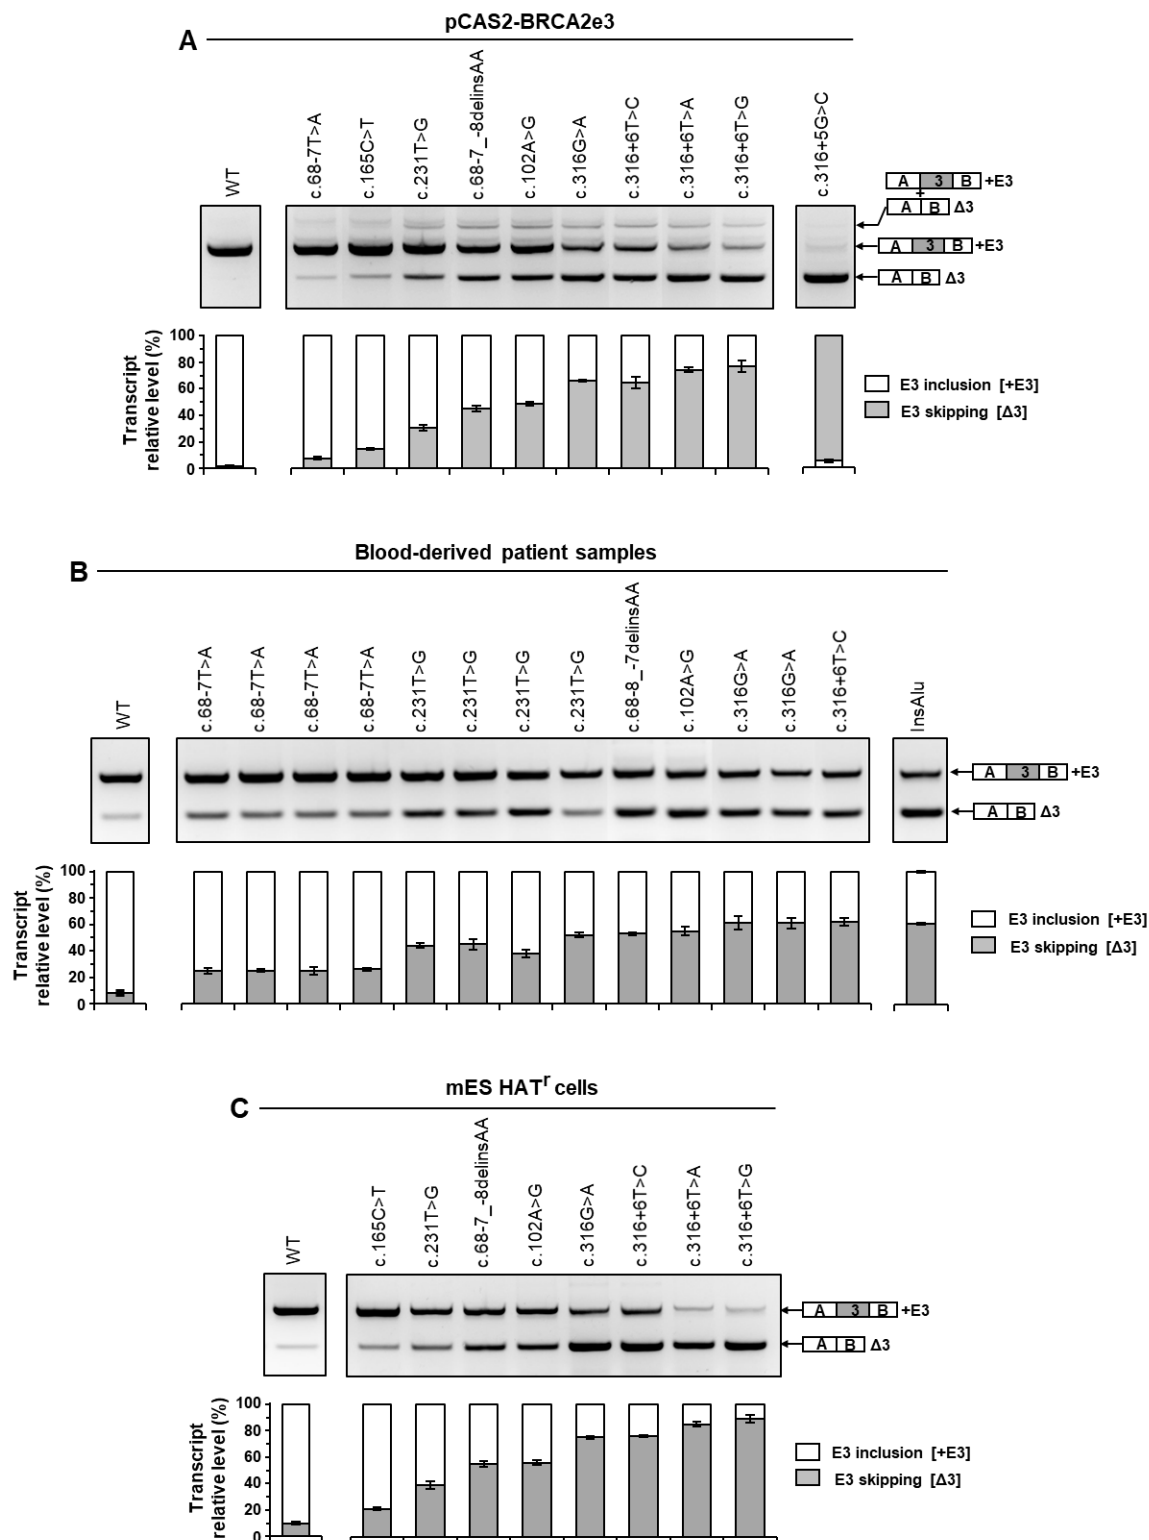 pCAS2-BRCA2e3
A
WT
c.68-7T>A
c.165C>T
c.231T>G
c.68-7_-8delinsAA
c.102A>G
c.316G>A
c.316+6T>C
c.316+6T>A
c.316+6T>G
c.316+5G>C
A 3 B +E3
+
A B Δ3
A 3 B +E3
A B Δ3
Transcript
relative level (%)
100
80
60
40
20
0
E3 inclusion [+E3]
E3 skipping [Δ3]
Blood-derived patient samples
B
WT
c.68-7T>A
c.68-7T>A
c.68-7T>A
c.68-7T>A
c.231T>G
c.231T>G
c.231T>G
c.231T>G
c.68-8_-7delinsAA
c.102A>G
c.316G>A
c.316G>A
c.316+6T>C
InsAlu
A 3 B +E3
A B Δ3
Transcript
relative level (%)
100
80
60
40
20
0
E3 inclusion [+E3]
E3 skipping [Δ3]
mES HATʳ cells
C
WT
c.165C>T
c.231T>G
c.68-7_-8delinsAA
c.102A>G
c.316G>A
c.316+6T>C
c.316+6T>A
c.316+6T>G
A 3 B +E3
A B Δ3
Transcript
relative level (%)
100
80
60
40
20
0
E3 inclusion [+E3]
E3 skipping [Δ3]